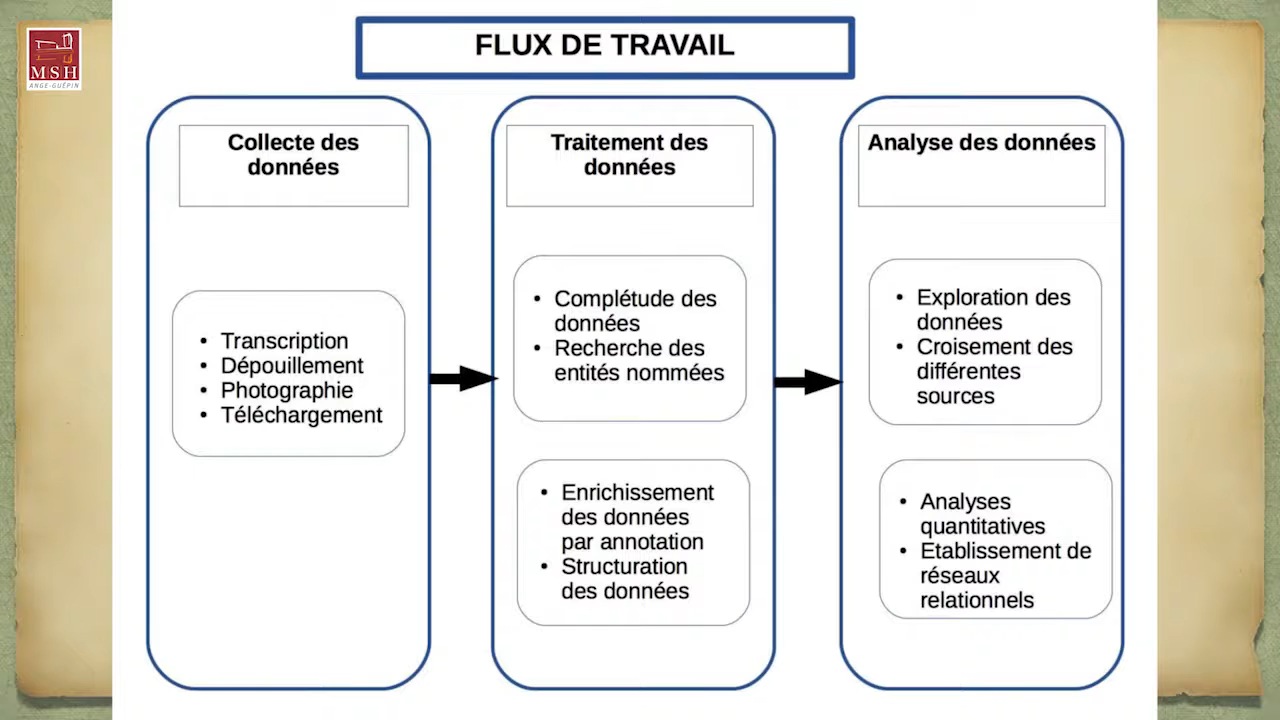 MSH
ANGE-GUÉPIN
FLUX DE TRAVAIL
Collecte des
données
• Transcription
• Dépouillement
• Photographie
• Téléchargement
Traitement des
données
• Complétude des
données
• Recherche des
entités nommées
• Enrichissement
des données
par annotation
• Structuration
des données
Analyse des données
• Exploration des
données
• Croisement des
différentes
sources
• Analyses
quantitatives
• Etablissement de
réseaux
relationnels